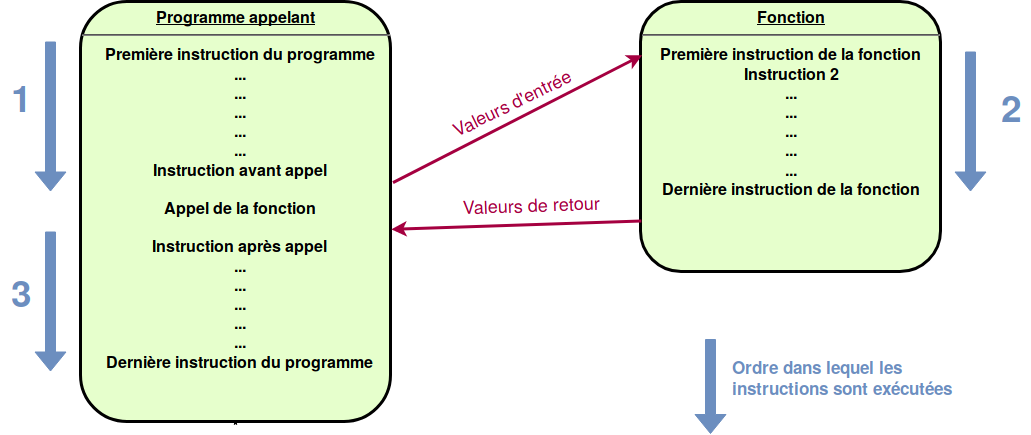 Programme appelant
Première instruction du programme
...
...
...
...
...
Instruction avant appel
Appel de la fonction
Instruction après appel
...
...
...
...
...
Dernière instruction du programme
1
3
Valeurs d'entrée
Valeurs de retour
Fonction
Première instruction de la fonction
Instruction 2
...
...
...
...
...
Dernière instruction de la fonction
2
Ordre dans lequel les
instructions sont exécutées